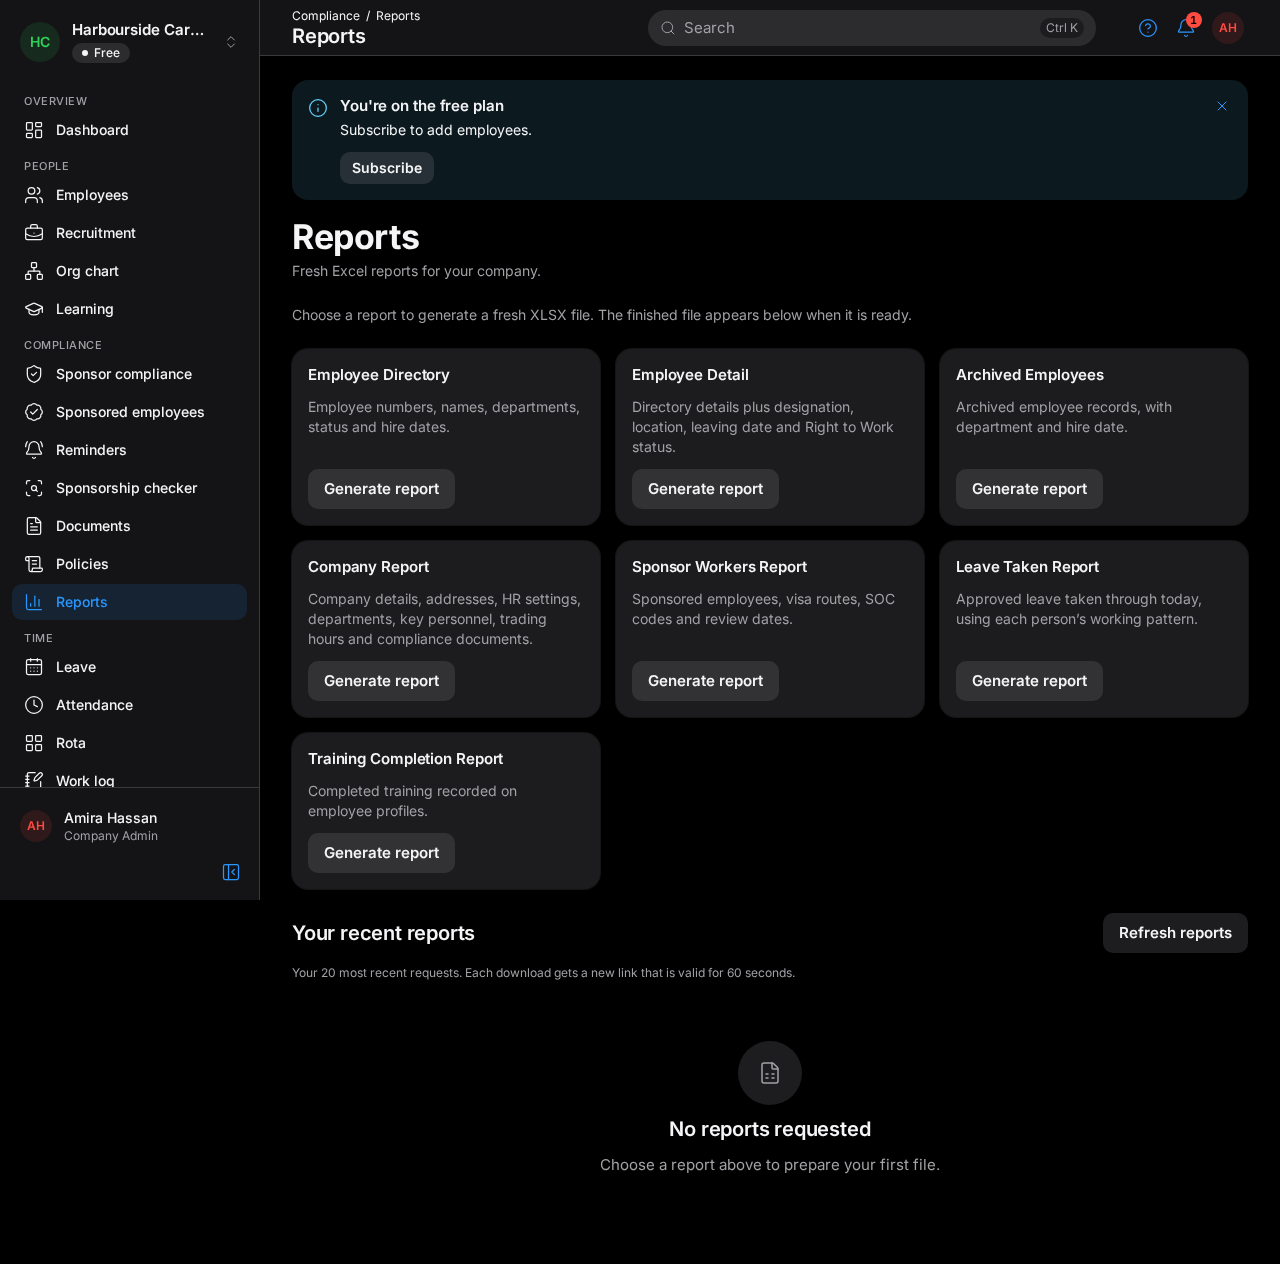 HC
Harbourside Car...
Free
OVERVIEW
Dashboard
PEOPLE
Employees
Recruitment
Org chart
Learning
COMPLIANCE
Sponsor compliance
Sponsored employees
Reminders
Sponsorship checker
Documents
Policies
Reports
TIME
Leave
Attendance
Rota
Work log
AH
Amira Hassan
Company Admin
Compliance / Reports
Reports
Search
Ctrl K
1
AH
You're on the free plan
Subscribe to add employees.
Subscribe
Reports
Fresh Excel reports for your company.
Choose a report to generate a fresh XLSX file. The finished file appears below when it is ready.
Employee Directory
Employee numbers, names, departments,
status and hire dates.
Generate report
Employee Detail
Directory details plus designation,
location, leaving date and Right to Work
status.
Generate report
Archived Employees
Archived employee records, with
department and hire date.
Generate report
Company Report
Company details, addresses, HR settings,
departments, key personnel, trading
hours and compliance documents.
Generate report
Sponsor Workers Report
Sponsored employees, visa routes, SOC
codes and review dates.
Generate report
Leave Taken Report
Approved leave taken through today,
using each person's working pattern.
Generate report
Training Completion Report
Completed training recorded on
employee profiles.
Generate report
Your recent reports
Refresh reports
Your 20 most recent requests. Each download gets a new link that is valid for 60 seconds.
No reports requested
Choose a report above to prepare your first file.